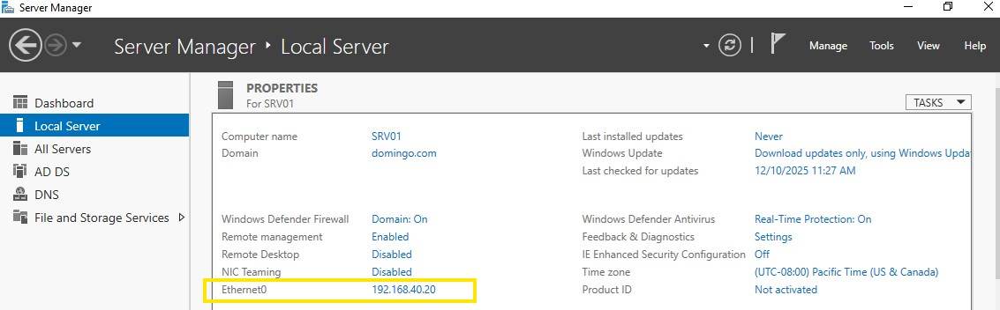 Server Manager
Server Manager ‣ Local Server
Manage Tools View Help
Dashboard
Local Server
All Servers
AD DS
DNS
File and Storage Services
PROPERTIES
For SRV01
TASKS
Computer name SRV01
Domain domingo.com
Last installed updates Never
Windows Update Download updates only, using Windows Upda
Last checked for updates 12/10/2025 11:27 AM
Windows Defender Firewall Domain: On
Remote management Enabled
Remote Desktop Disabled
NIC Teaming Disabled
Ethernet0 192.168.40.20
Windows Defender Antivirus Real-Time Protection: On
Feedback & Diagnostics Settings
IE Enhanced Security Configuration Off
Time zone (UTC-08:00) Pacific Time (US & Canada)
Product ID Not activated